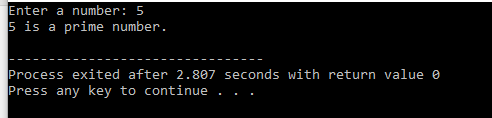 Enter a number: 5
5 is a prime number.
--------------------------------
Process exited after 2.807 seconds with return value 0
Press any key to continue . . .